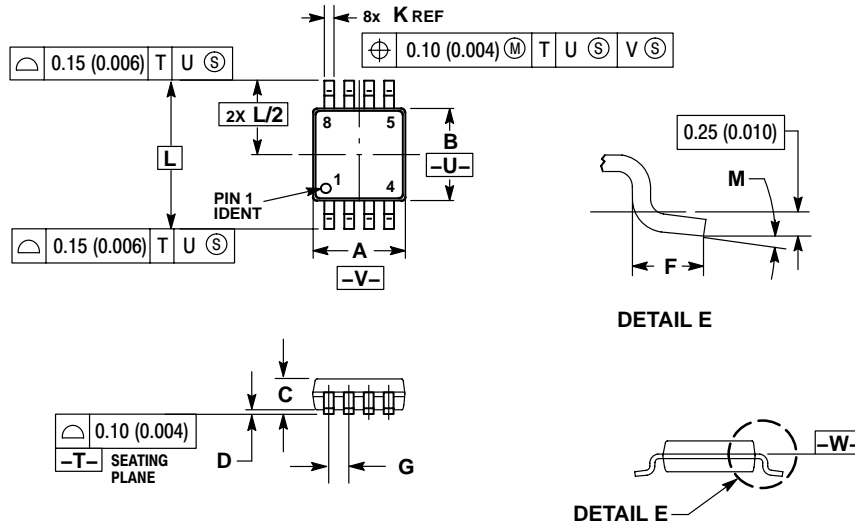 8x K REF
⌓ 0.15 (0.006) T U Ⓢ
⌖ 0.10 (0.004) Ⓜ T U Ⓢ V Ⓢ
2X L/2
8 5
B
–U–
L
0.25 (0.010)
M
PIN 1
IDENT
1
4
⌓ 0.15 (0.006) T U Ⓢ
A
–V–
F
DETAIL E
C
⌓ 0.10 (0.004)
–T– SEATING
PLANE
D
G
–W–
DETAIL E